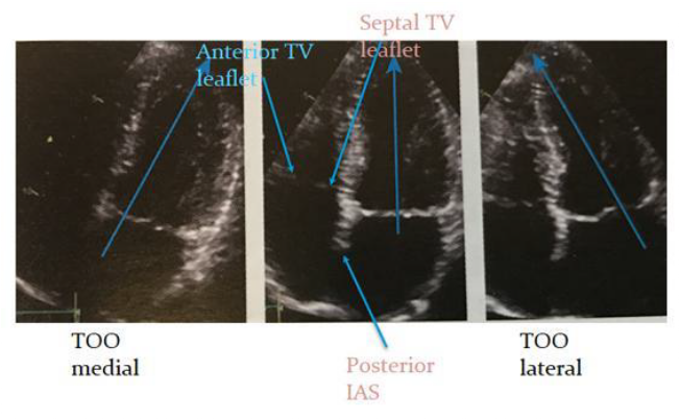 Septal TV
leaflet
Anterior TV
leaflet
TOO
medial
Posterior
IAS
TOO
lateral